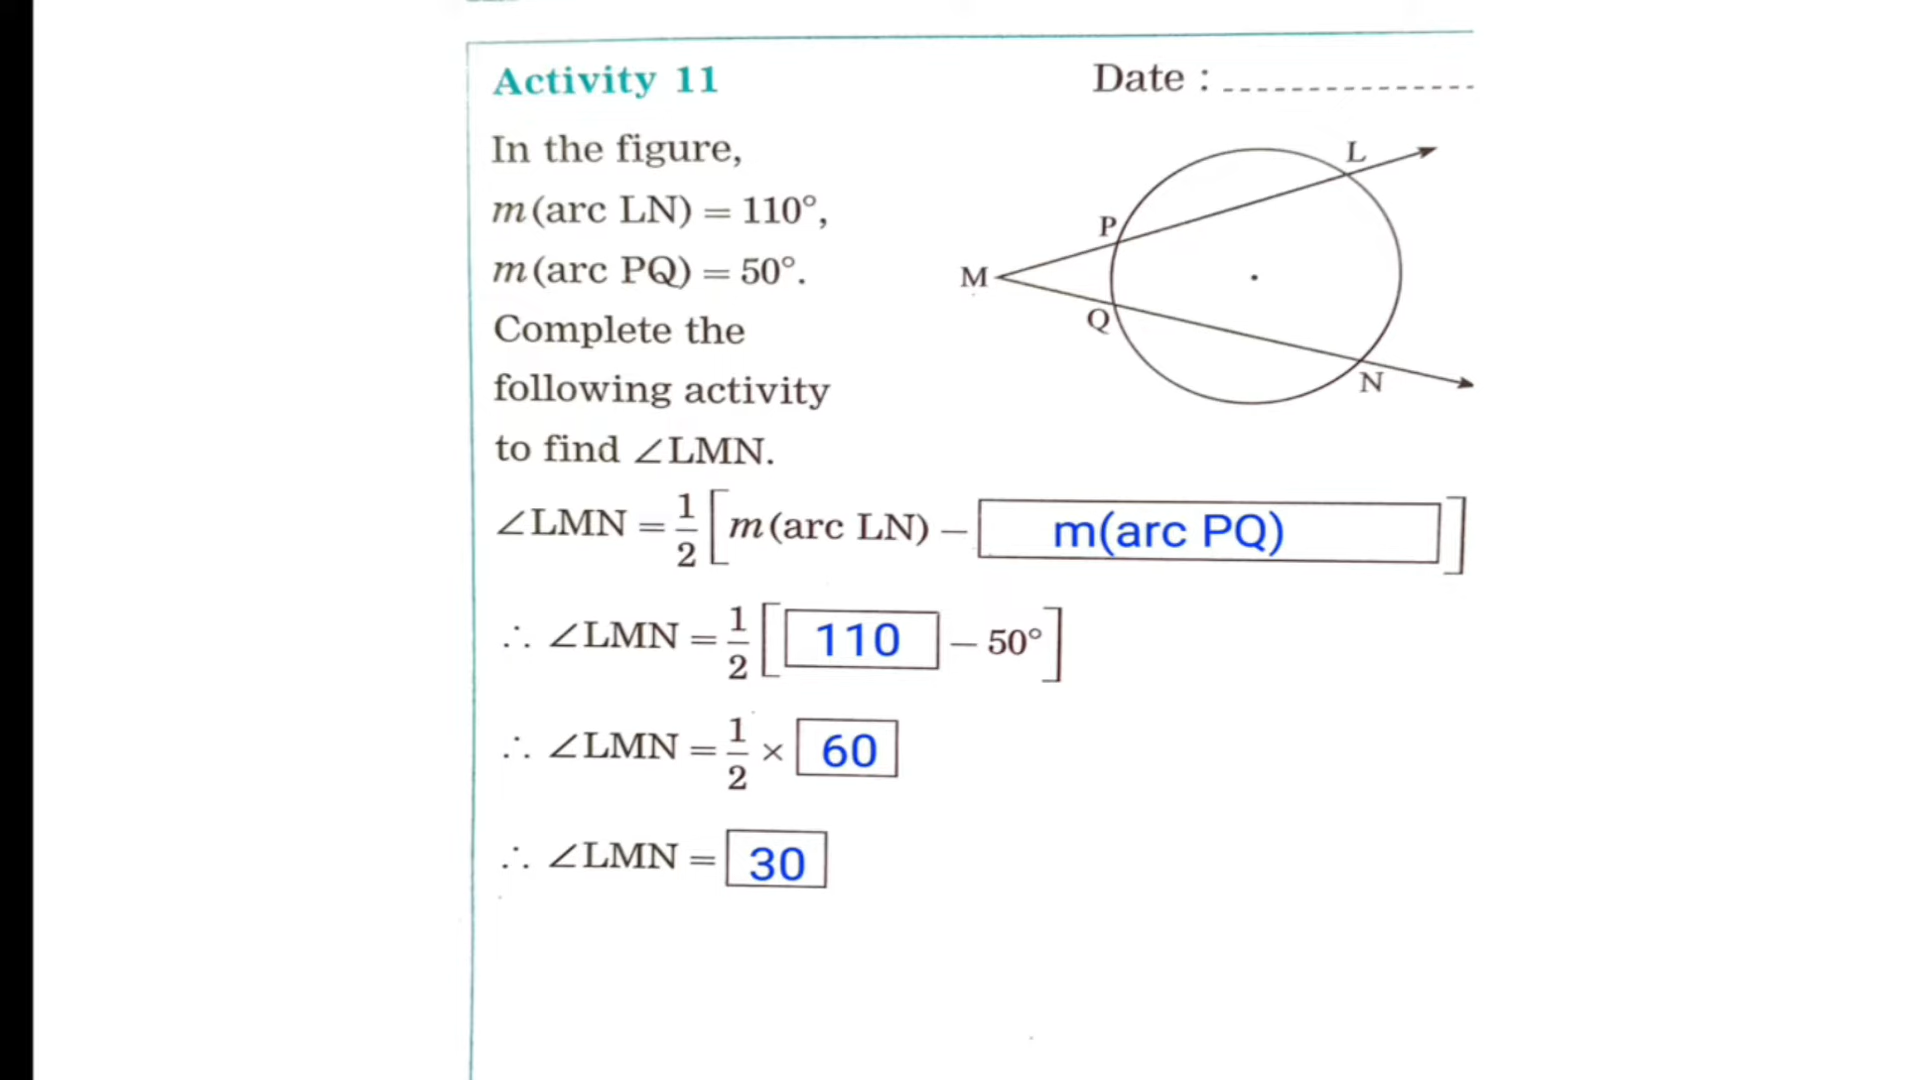 Activity 11
Date :
In the figure,
m(arc LN) = 110°,
m(arc PQ) = 50°.
Complete the
following activity
to find ∠LMN.
L
P
M
Q
N
∠LMN = 1/2 [ m(arc LN) − m(arc PQ) ]
∴ ∠LMN = 1/2 [ 110 − 50° ]
∴ ∠LMN = 1/2 × 60
∴ ∠LMN = 30